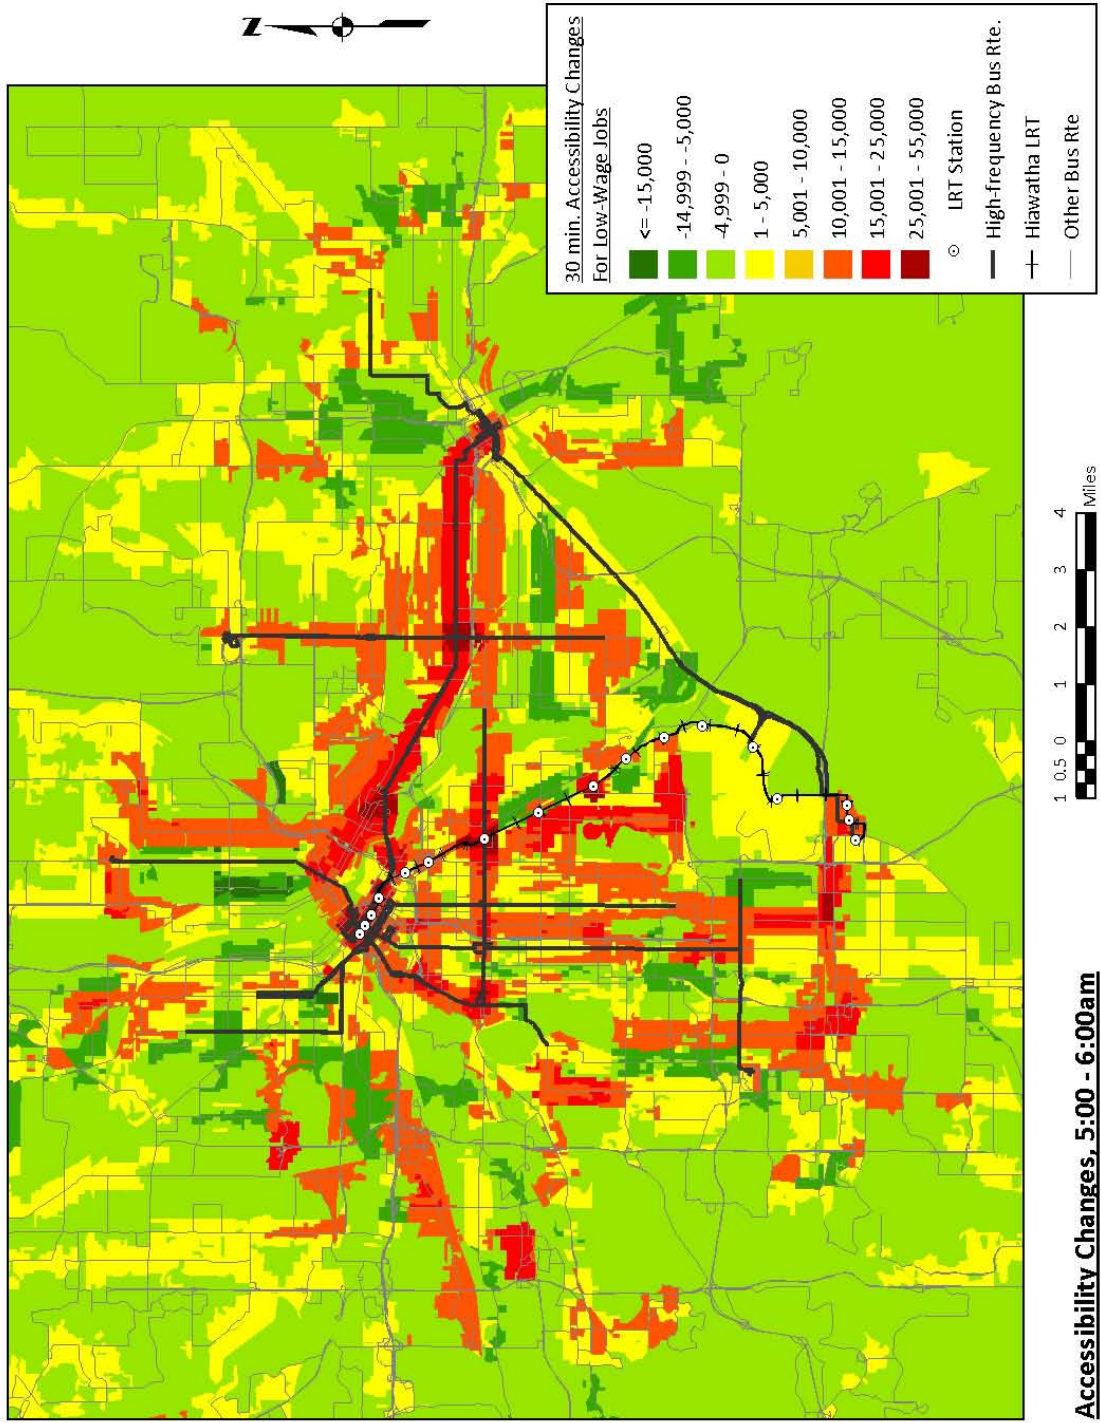 N
30 min. Accessibility Changes
For Low-Wage Jobs
<= -15,000
-14,999 - -5,000
-4,999 - 0
1 - 5,000
5,001 - 10,000
10,001 - 15,000
15,001 - 25,000
25,001 - 55,000
LRT Station
High-frequency Bus Rte.
Hiawatha LRT
Other Bus Rte
1 0.5 0 1 2 3 4
Miles
Accessibility Changes, 5:00 - 6:00am